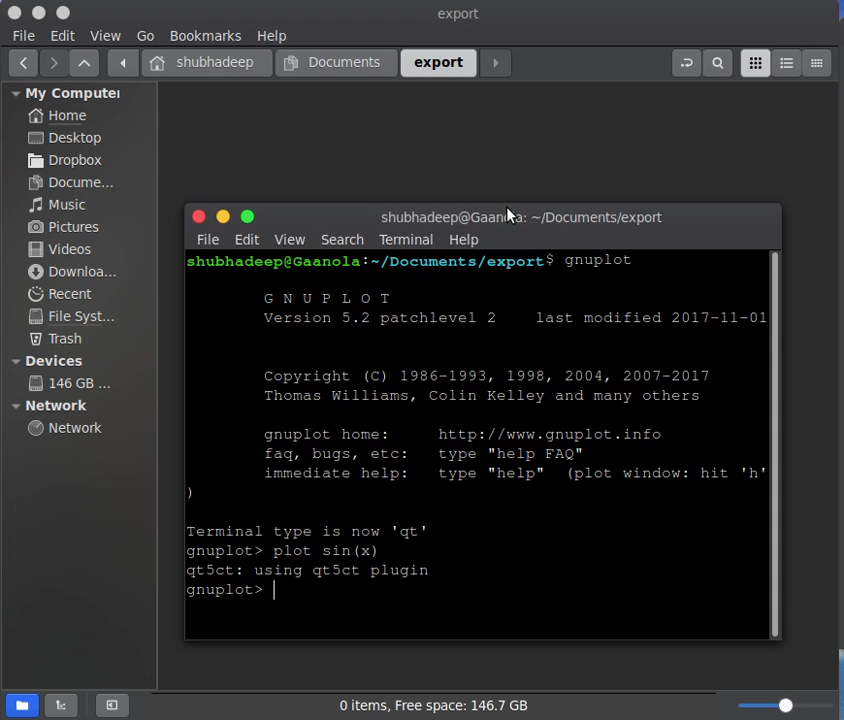 export
File Edit View Go Bookmarks Help
shubhadeep Documents export
My Computer
Home
Desktop
Dropbox
Docume...
Music
Pictures
Videos
Downloa...
Recent
File Syst...
Trash
Devices
146 GB ...
Network
Network
shubhadeep@Gaanola: ~/Documents/export
File Edit View Search Terminal Help
shubhadeep@Gaanola:~/Documents/export$ gnuplot
G N U P L O T
Version 5.2 patchlevel 2 last modified 2017-11-01
Copyright (C) 1986-1993, 1998, 2004, 2007-2017
Thomas Williams, Colin Kelley and many others
gnuplot home: http://www.gnuplot.info
faq, bugs, etc: type "help FAQ"
immediate help: type "help" (plot window: hit 'h'
)
Terminal type is now 'qt'
gnuplot> plot sin(x)
qt5ct: using qt5ct plugin
gnuplot>
0 items, Free space: 146.7 GB